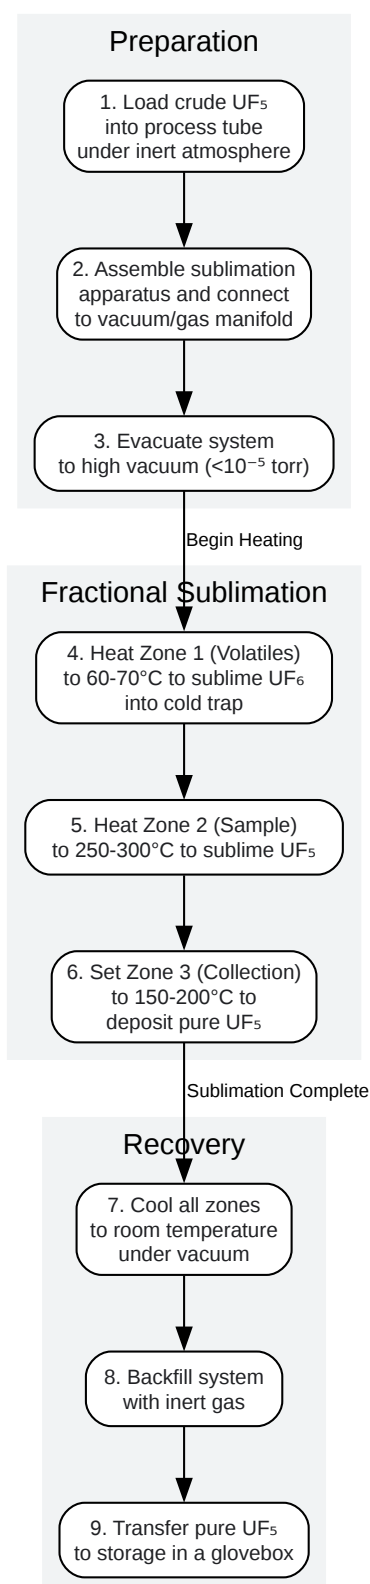 Preparation
1. Load crude UF₅
into process tube
under inert atmosphere
2. Assemble sublimation
apparatus and connect
to vacuum/gas manifold
3. Evacuate system
to high vacuum (<10⁻⁵ torr)
Begin Heating
Fractional Sublimation
4. Heat Zone 1 (Volatiles)
to 60-70°C to sublime UF₆
into cold trap
5. Heat Zone 2 (Sample)
to 250-300°C to sublime UF₅
6. Set Zone 3 (Collection)
to 150-200°C to
deposit pure UF₅
Sublimation Complete
Recovery
7. Cool all zones
to room temperature
under vacuum
8. Backfill system
with inert gas
9. Transfer pure UF₅
to storage in a glovebox